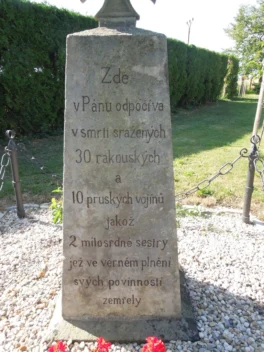 Zde
v Pánu odpočívá
v smrti sražených
30. rakouských
a
10 pruských vojínů
jakož
2 milosrdné sestry
jež ve věrném plnění
svých povinností
zemřely